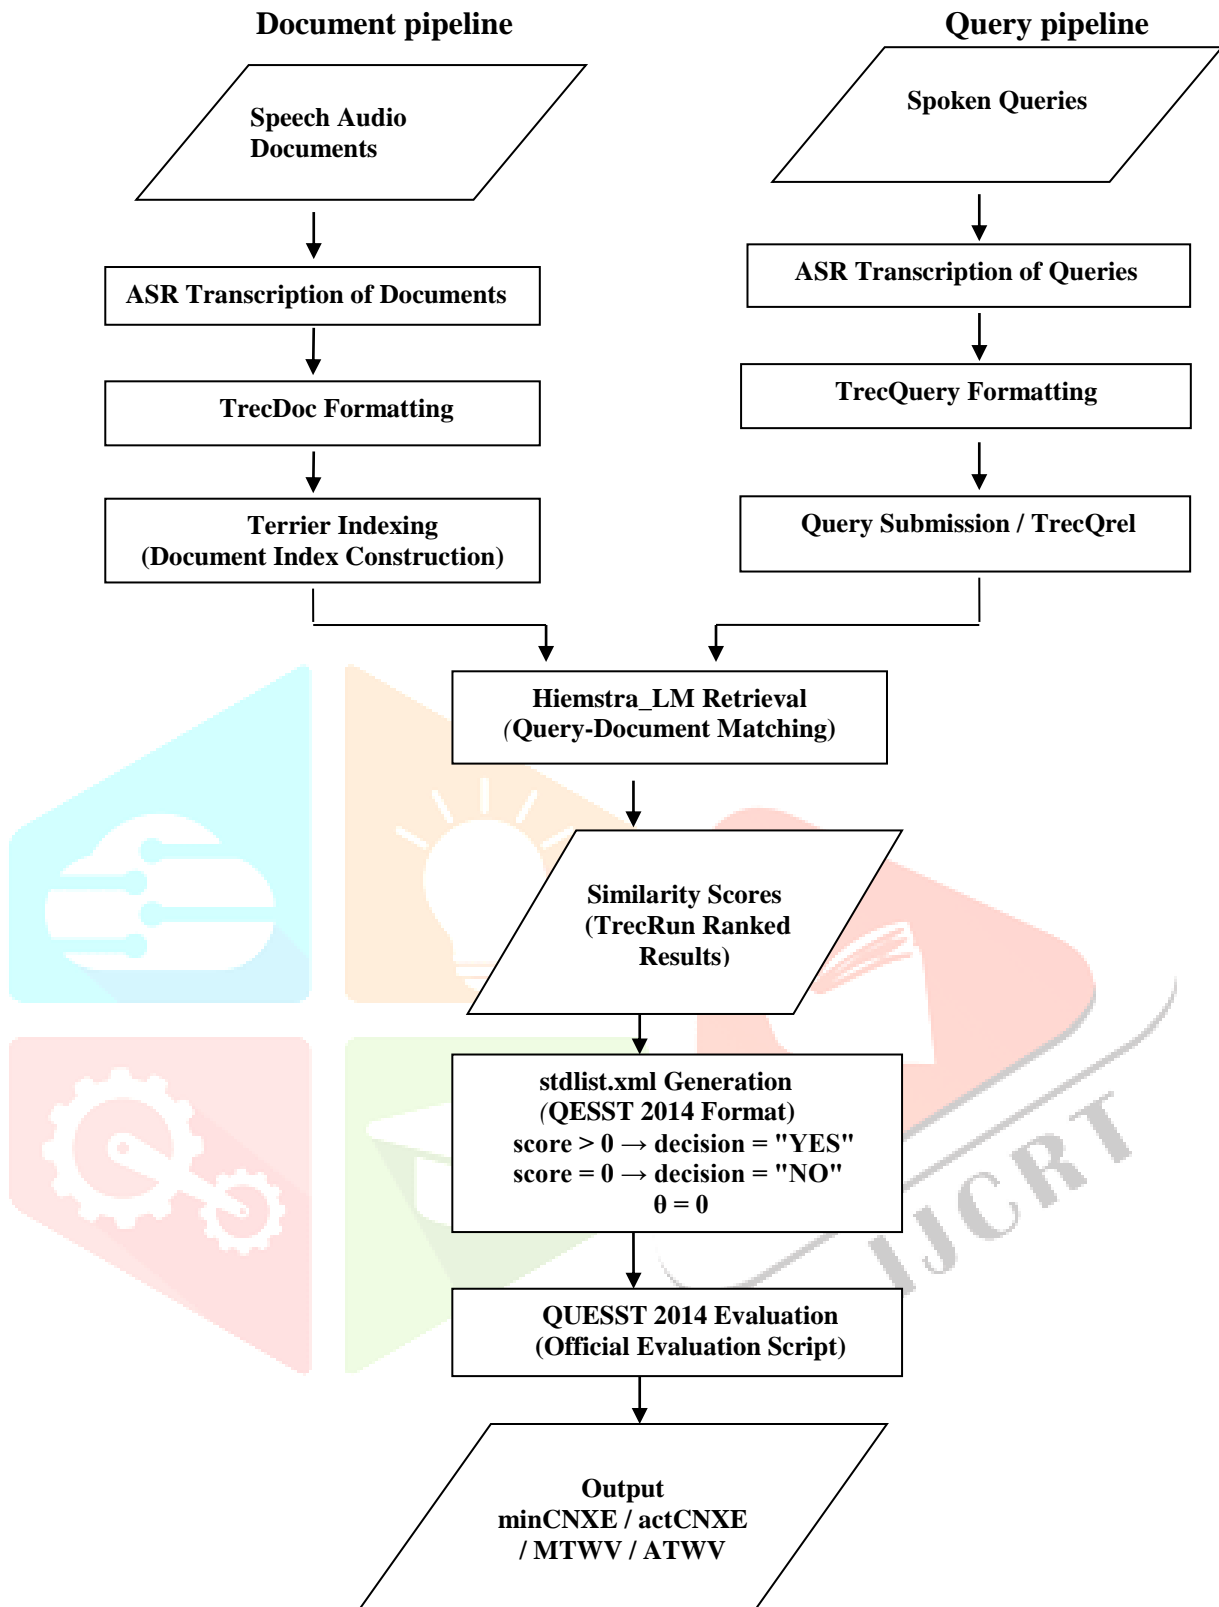 Document pipeline
Query pipeline
Speech Audio
Documents
Spoken Queries
ASR Transcription of Documents
ASR Transcription of Queries
TrecDoc Formatting
TrecQuery Formatting
Terrier Indexing
(Document Index Construction)
Query Submission / TrecQrel
Hiemstra_LM Retrieval
(Query-Document Matching)
Similarity Scores
(TrecRun Ranked
Results)
stdlist.xml Generation
(QESST 2014 Format)
score > 0 → decision = "YES"
score = 0 → decision = "NO"
θ = 0
IJCRT
QUESST 2014 Evaluation
(Official Evaluation Script)
Output
minCNXE / actCNXE
/ MTWV / ATWV